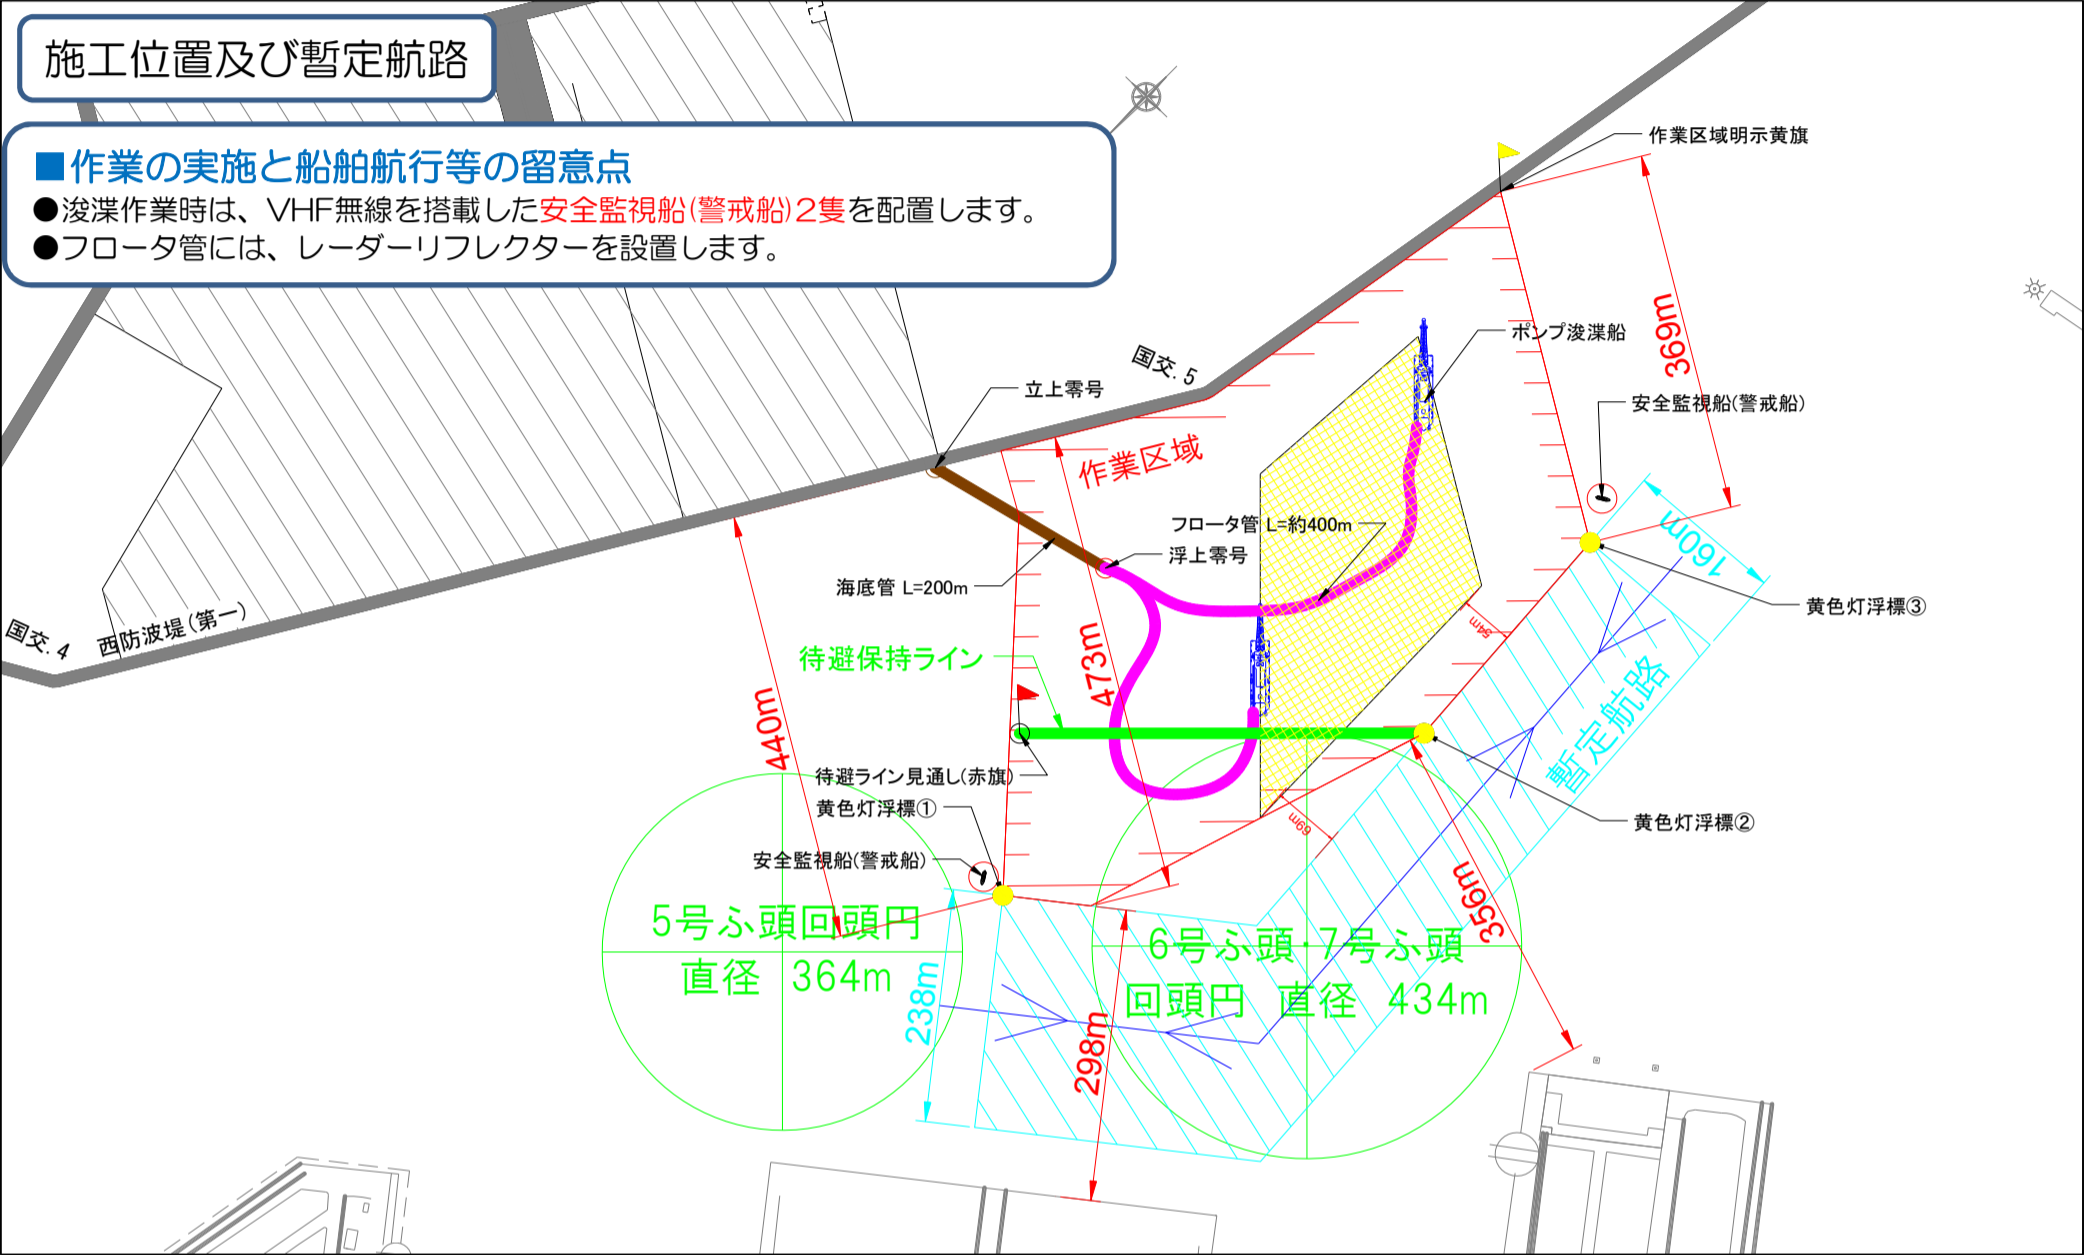 施工位置及び暫定航路
■作業の実施と船舶航行等の留意点
●浚渫作業時は、VHF無線を搭載した安全監視船(警戒船)2隻を配置します。
●フロータ管には、レーダーリフレクターを設置します。
作業区域明示黄旗
369m
ポンプ浚渫船
国交. 5
立上零号
安全監視船(警戒船)
作業区域
フロータ管 L=約400m
浮上零号
160m
海底管 L=200m
黄色灯浮標③
国交. 4
西防波堤(第一)
54m
待避保持ライン
473m
440m
暫定航路
待避ライン見通し(赤旗)
黄色灯浮標①
69m
黄色灯浮標②
安全監視船(警戒船)
356m
5号ふ頭回頭円
直径 364m
6号ふ頭・7号ふ頭
回頭円 直径 434m
238m
298m